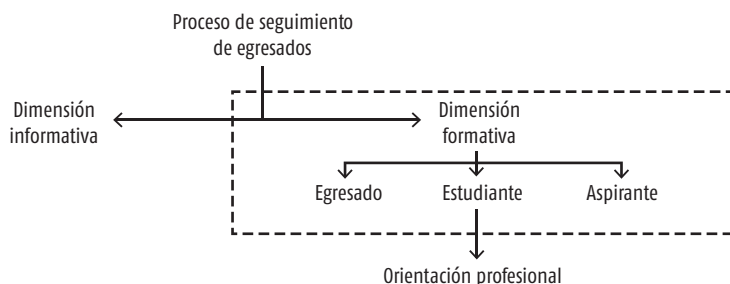 Proceso de seguimiento
de egresados
Dimensión
informativa
Dimensión
formativa
Egresado
Estudiante
Aspirante
Orientación profesional